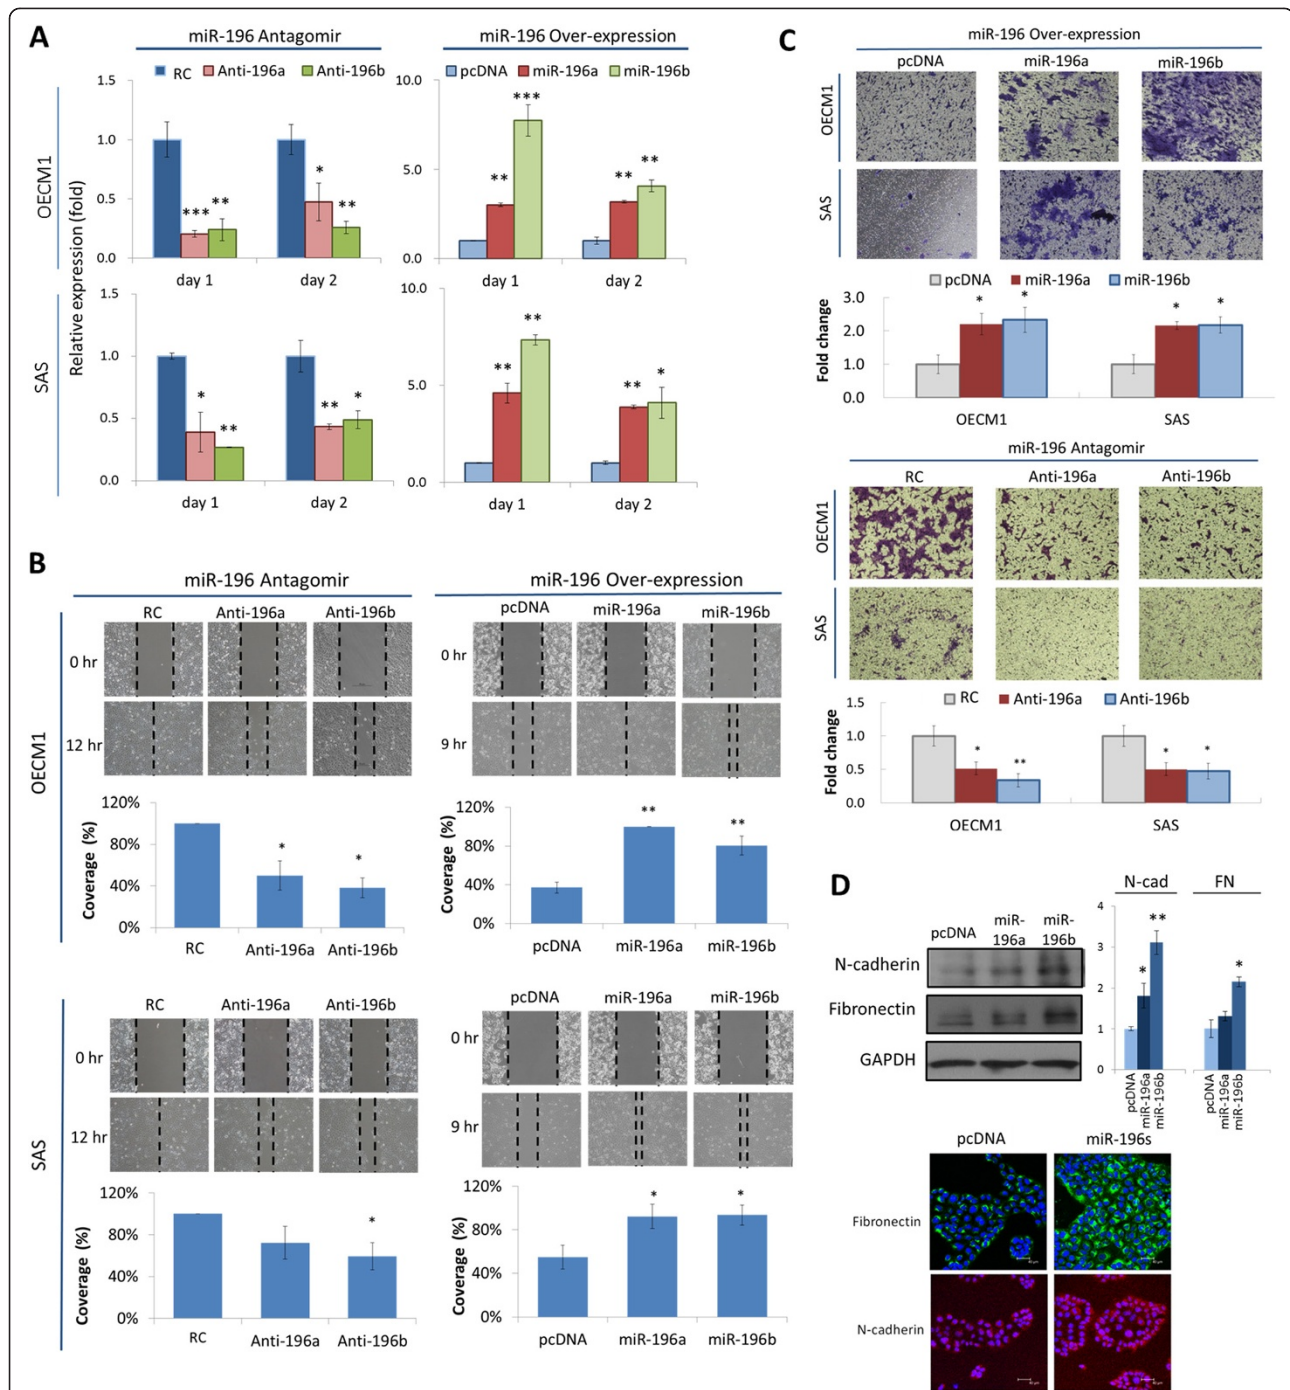 A
miR-196 Antagomir
miR-196 Over-expression
RC Anti-196a Anti-196b
pcDNA miR-196a miR-196b
OECM1
Relative expression (fold)
1.5
1.0
0.5
0.0
*** ** * **
day 1 day 2
10.0
5.0
0.0
** *** ** **
day 1 day 2
SAS
1.0
0.5
0.0
* ** ** *
day 1 day 2
10.0
5.0
0.0
** ** ** *
day 1 day 2
B
miR-196 Antagomir
miR-196 Over-expression
OECM1
RC Anti-196a Anti-196b
0 hr
12 hr
pcDNA miR-196a miR-196b
0 hr
9 hr
Coverage (%)
120%
80%
40%
0%
* *
RC Anti-196a Anti-196b
Coverage (%)
120%
80%
40%
0%
** **
pcDNA miR-196a miR-196b
SAS
RC Anti-196a Anti-196b
0 hr
12 hr
pcDNA miR-196a miR-196b
0 hr
9 hr
Coverage (%)
120%
80%
40%
0%
*
RC Anti-196a Anti-196b
Coverage (%)
120%
80%
40%
0%
* *
pcDNA miR-196a miR-196b
C
miR-196 Over-expression
pcDNA miR-196a miR-196b
OECM1
SAS
pcDNA miR-196a miR-196b
Fold change
3.0
2.0
1.0
0.0
* * * *
OECM1 SAS
miR-196 Antagomir
RC Anti-196a Anti-196b
OECM1
SAS
RC Anti-196a Anti-196b
Fold change
1.5
1.0
0.5
0.0
* ** * *
OECM1 SAS
D
pcDNA miR-196a miR-196b
N-cadherin
Fibronectin
GAPDH
N-cad FN
4
3
2
1
0
* ** *
pcDNA
miR-196a
miR-196b
pcDNA
miR-196a
miR-196b
pcDNA miR-196s
Fibronectin
N-cadherin